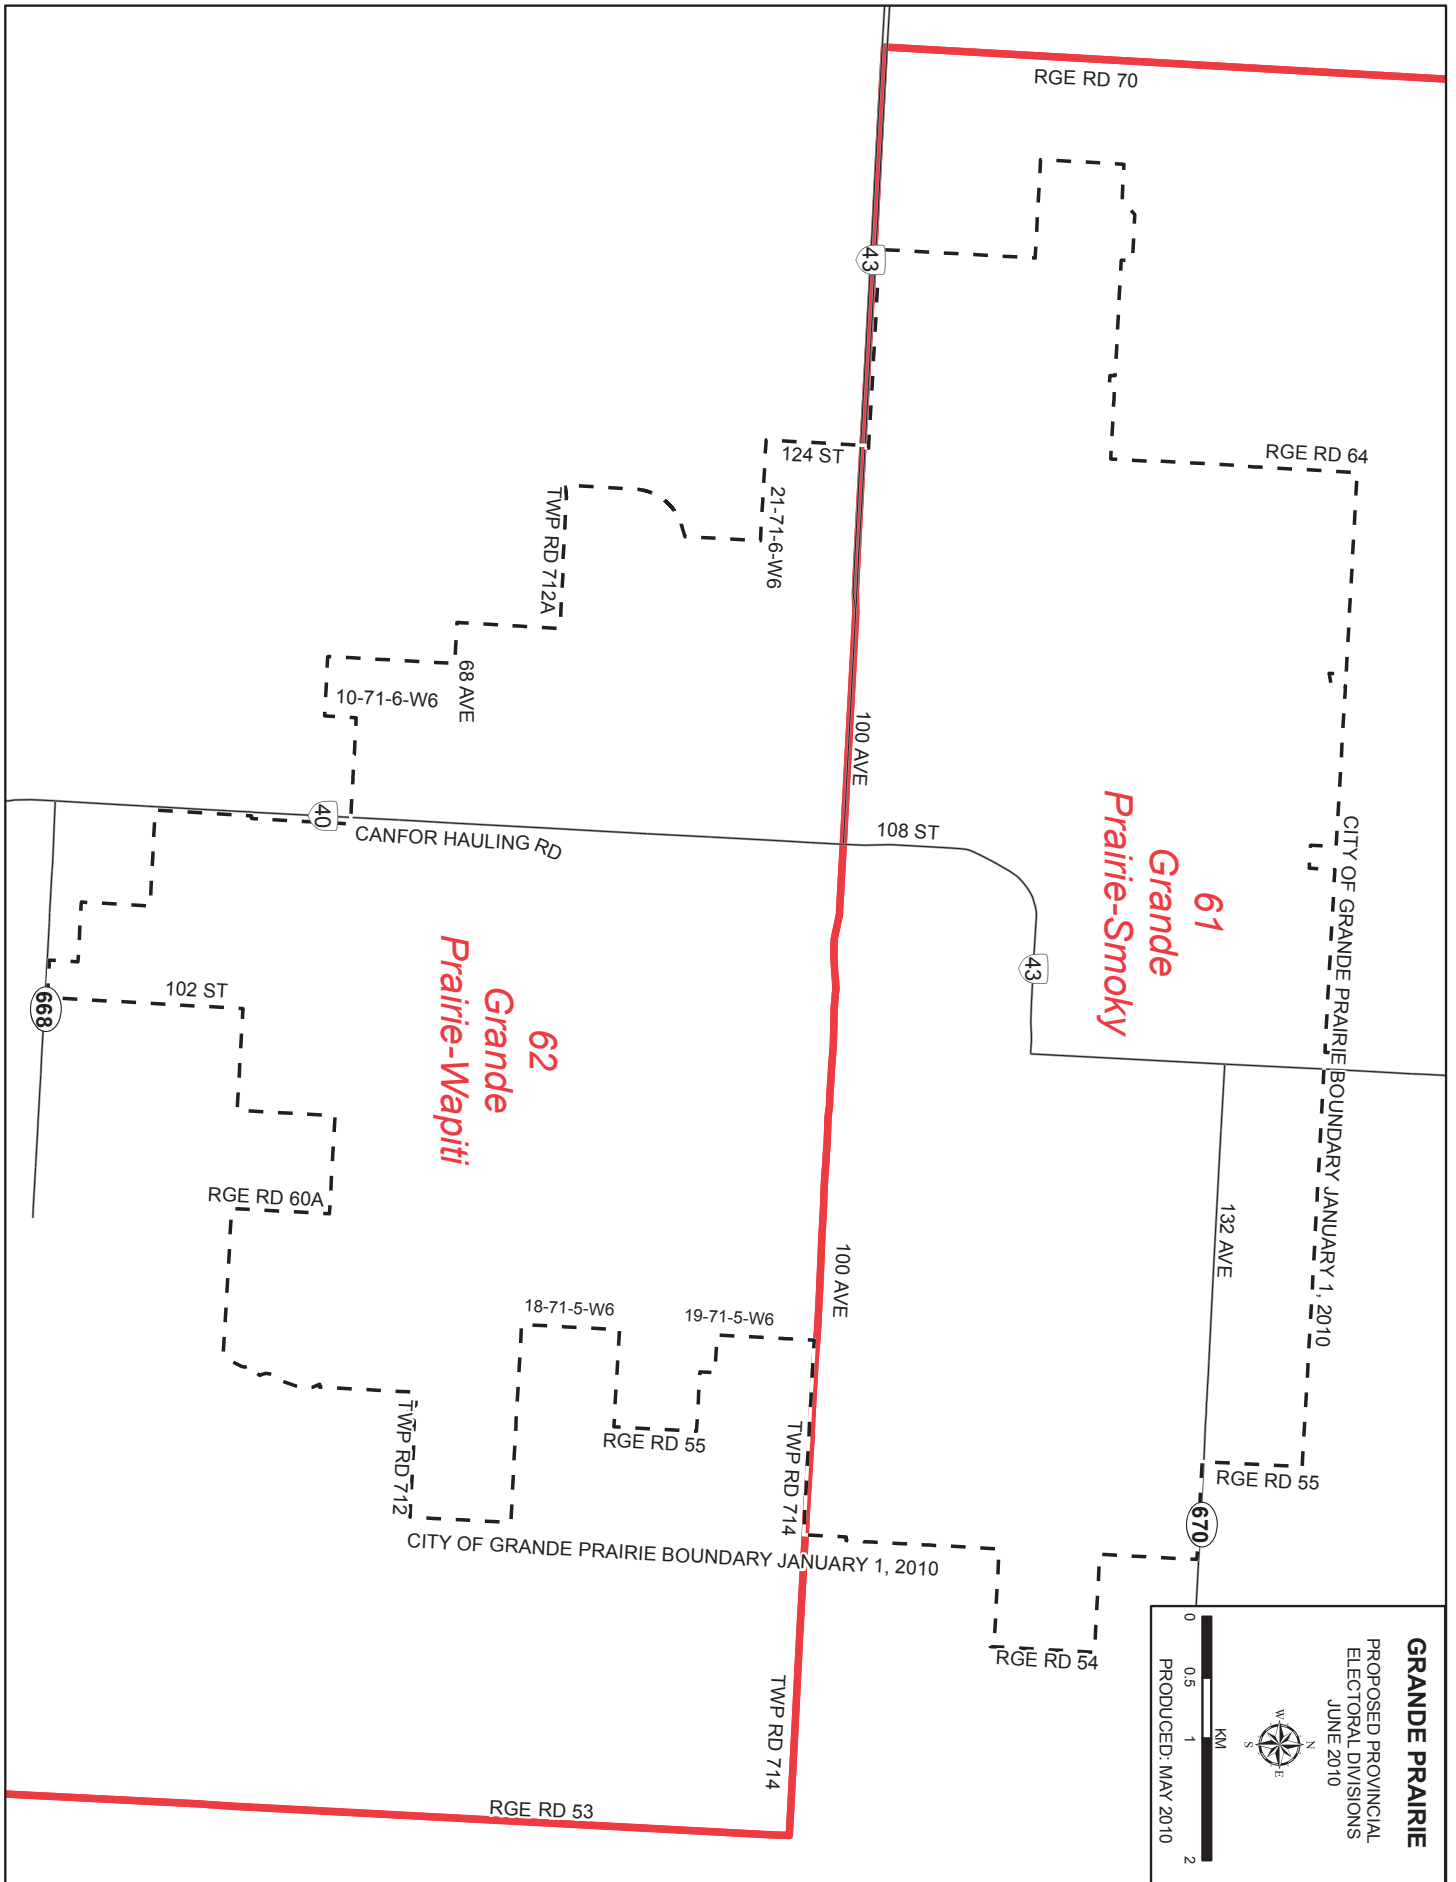 GRANDE PRAIRIE
PROPOSED PROVINCIAL
ELECTORAL DIVISIONS
JUNE 2010
N
W
E
S
KM
0
0.5
1
2
PRODUCED: MAY 2010
RGE RD 70
RGE RD 64
CITY OF GRANDE PRAIRIE BOUNDARY JANUARY 1, 2010
61
Grande
Prairie-Smoky
132 AVE
RGE RD 55
670
43
43
108 ST
100 AVE
100 AVE
124 ST
21-71-6-W6
TWP RD 712A
68 AVE
10-71-6-W6
40
CANFOR HAULING RD
62
Grande
Prairie-Wapiti
102 ST
668
RGE RD 60A
18-71-5-W6
19-71-5-W6
RGE RD 55
TWP RD 712
TWP RD 714
CITY OF GRANDE PRAIRIE BOUNDARY JANUARY 1, 2010
RGE RD 54
TWP RD 714
RGE RD 53